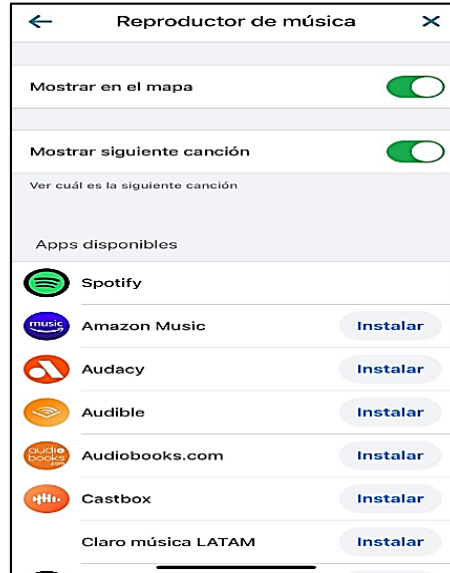 Reproductor de música
Mostrar en el mapa
Mostrar siguiente canción
Ver cuál es la siguiente canción
Apps disponibles
Spotify
music Amazon Music Instalar
Audacy Instalar
Audible Instalar
audio books .com Audiobooks.com Instalar
Castbox Instalar
Claro música LATAM Instalar